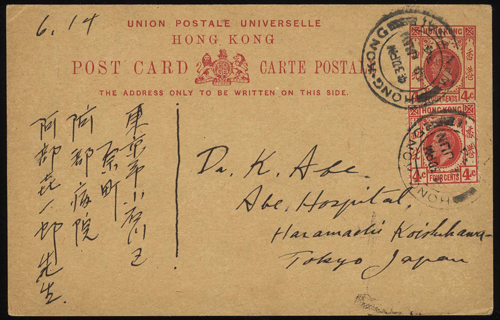 6.14
UNION POSTALE UNIVERSELLE
HONG KONG
POST CARD CARTE POSTALE
THE ADDRESS ONLY TO BE WRITTEN ON THIS SIDE.
HONG KONG
4c FOUR CENTS 4c
HONG KONG
4c FOUR CENTS 4c
HONG-KONG
東京市小石川区
原町
阿部病院
阿部喜一郎先生
Dr. K. Abe.
Abe Hospital,
Haramachi Koishikawa-
Tokyo Japan